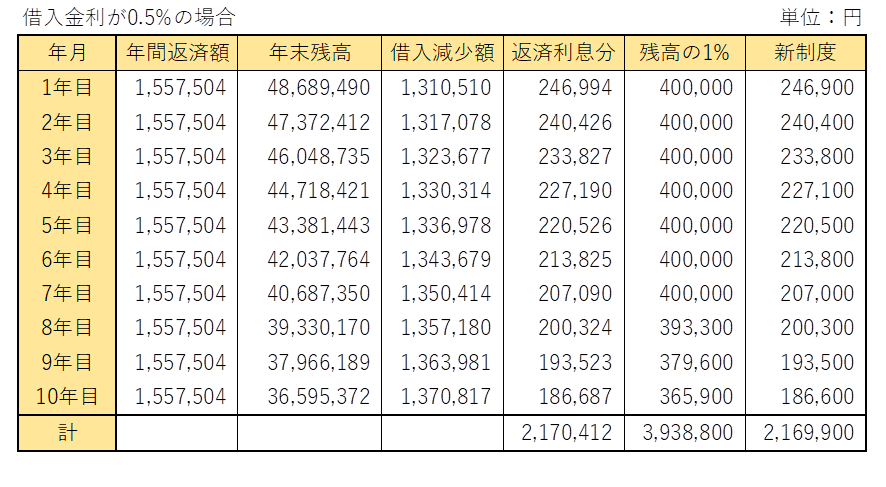 借入金利が0.5%の場合 単位：円
年月 年間返済額 年末残高 借入減少額 返済利息分 残高の1% 新制度
1年目 1,557,504 48,689,490 1,310,510 246,994 400,000 246,900
2年目 1,557,504 47,372,412 1,317,078 240,426 400,000 240,400
3年目 1,557,504 46,048,735 1,323,677 233,827 400,000 233,800
4年目 1,557,504 44,718,421 1,330,314 227,190 400,000 227,100
5年目 1,557,504 43,381,443 1,336,978 220,526 400,000 220,500
6年目 1,557,504 42,037,764 1,343,679 213,825 400,000 213,800
7年目 1,557,504 40,687,350 1,350,414 207,090 400,000 207,000
8年目 1,557,504 39,330,170 1,357,180 200,324 393,300 200,300
9年目 1,557,504 37,966,189 1,363,981 193,523 379,600 193,500
10年目 1,557,504 36,595,372 1,370,817 186,687 365,900 186,600
計 2,170,412 3,938,800 2,169,900